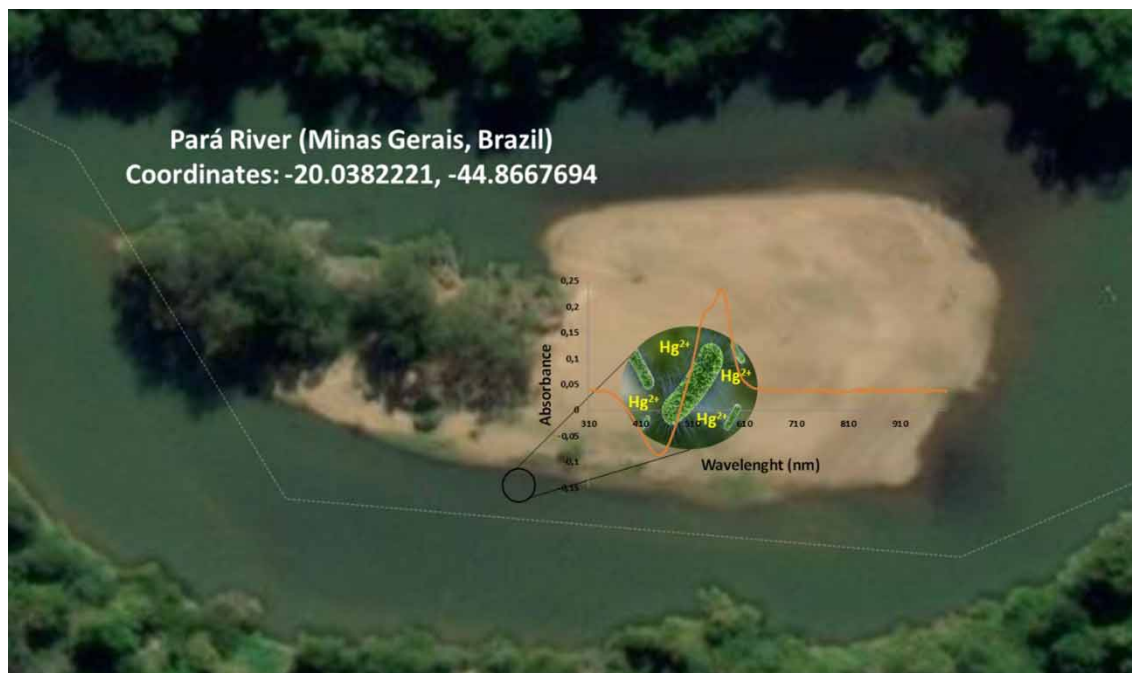 Pará River (Minas Gerais, Brazil)
Coordinates: -20.0382221, -44.8667694
0,25
0,2
0,15
0,1
0,05
0
-0,05
-0,1
-0,15
Absorbance
310 410 510 610 710 810 910
Wavelenght (nm)
Hg²⁺
Hg²⁺
Hg²⁺
Hg²⁺